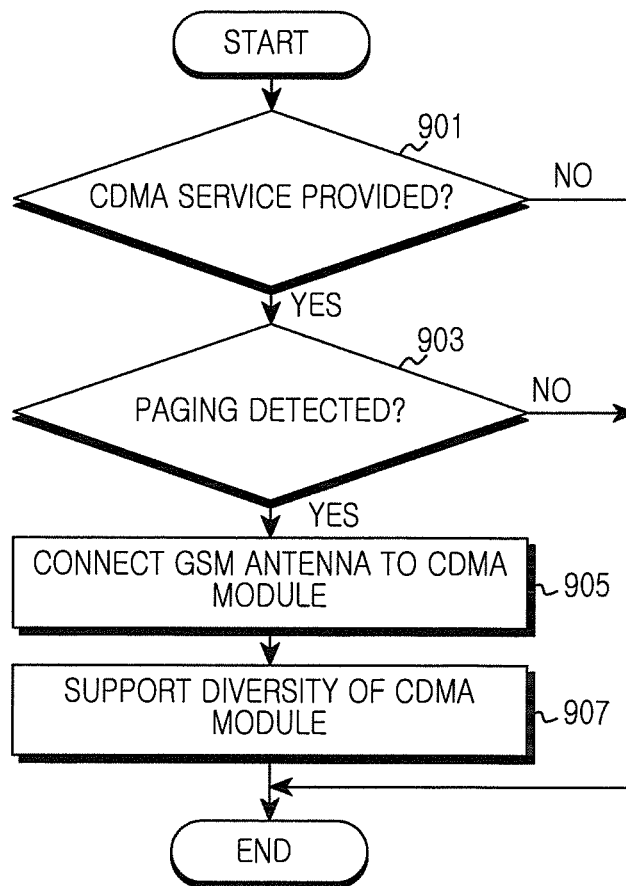 START
901
CDMA SERVICE PROVIDED?
NO
YES
903
PAGING DETECTED?
NO
YES
CONNECT GSM ANTENNA TO CDMA
MODULE
905
SUPPORT DIVERSITY OF CDMA
MODULE
907
END